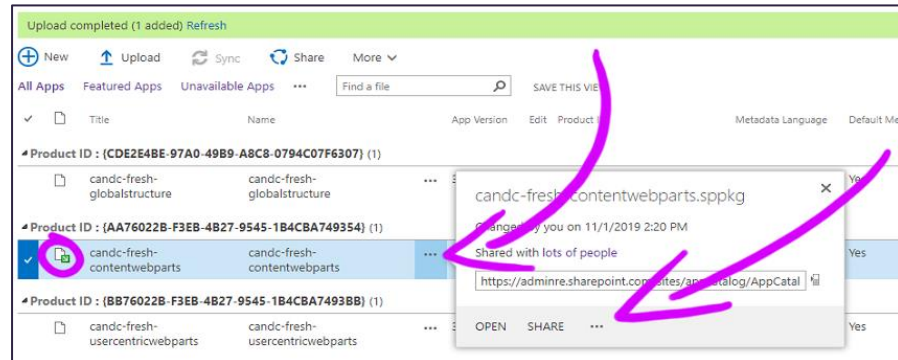 Upload completed (1 added) Refresh
New Upload Sync Share More
All Apps Featured Apps Unavailable Apps ... Find a file SAVE THIS
Title Name App Version Edit Product Metadata Language Default
Product ID : {CDE2E4BE-97A0-49B9-A8C8-0794C07F6307} (1)
candc-fresh- candc-fresh- ...
globalstructure globalstructure
Yes
candc-fresh-contentwebparts.sppkg
Product ID : {AA76022B-F3EB-4B27-9545-1B4CBA749354} (1)
Changed by you on 11/1/2019 2:20 PM
candc-fresh- candc-fresh- ...
contentwebparts contentwebparts
Shared with lots of people
Yes
https://adminre.sharepoint.com/sites/appcatalog/AppCatal
Product ID : {BB76022B-F3EB-4B27-9545-1B4CBA7493BB} (1)
OPEN SHARE ...
candc-fresh- candc-fresh- ...
usercentricwebparts usercentricwebparts
Yes